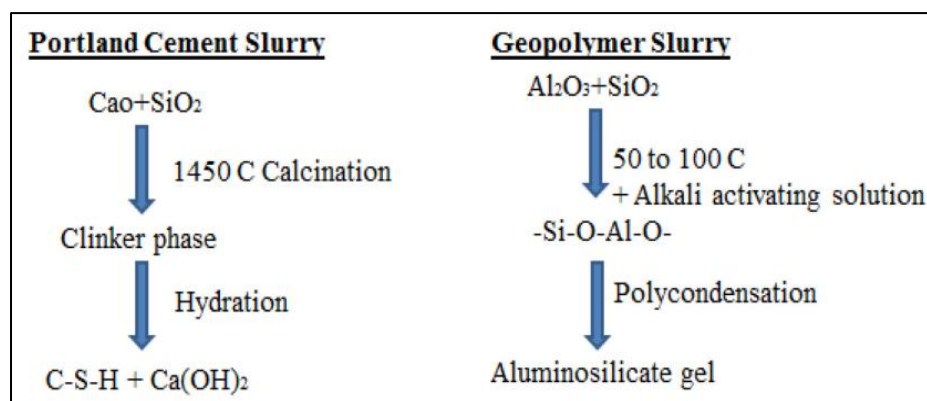 Portland Cement Slurry
Cao+SiO₂
1450 C Calcination
Clinker phase
Hydration
C-S-H + Ca(OH)₂
Geopolymer Slurry
Al₂O₃+SiO₂
50 to 100 C
+ Alkali activating solution
-Si-O-Al-O-
Polycondensation
Aluminosilicate gel